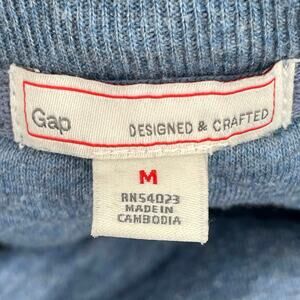 Gap DESIGNED & CRAFTED
M
RN54023
MADE IN
CAMBODIA